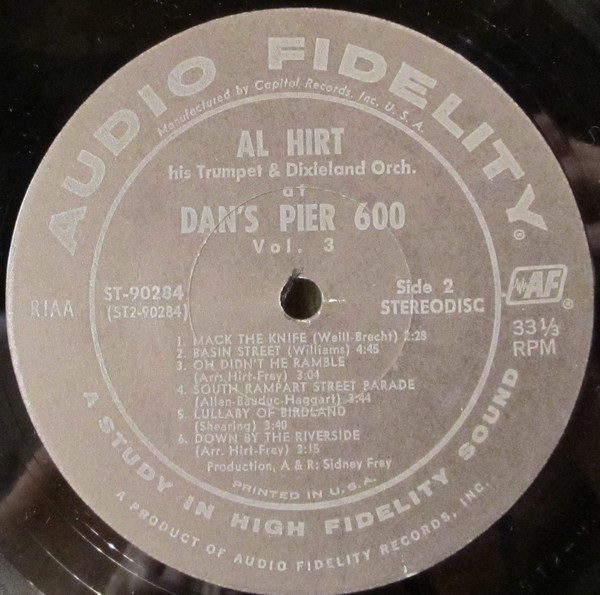 AUDIO FIDELITY®
Manufactured by Capitol Records, Inc. U.S.A.
AL HIRT
his Trumpet & Dixieland Orch.
at
DAN'S PIER 600
Vol. 3
RIAA
ST-90284
(ST2-90284)
Side 2
STEREODISC
AF®
33⅓
RPM
1. MACK THE KNIFE (Weill-Brecht) 2:28
2. BASIN STREET (Williams) 4:45
3. OH DIDN'T HE RAMBLE
(Arr. Hirt-Frey) 3:04
4. SOUTH RAMPART STREET PARADE
(Allen-Bauduc-Haggart) 3:44
5. LULLABY OF BIRDLAND
(Shearing) 3:40
6. DOWN BY THE RIVERSIDE
(Arr. Hirt-Frey) 3:15
Production, A & R: Sidney Frey
PRINTED IN U.S.A.
A STUDY IN HIGH FIDELITY SOUND
A PRODUCT OF AUDIO FIDELITY RECORDS, INC.